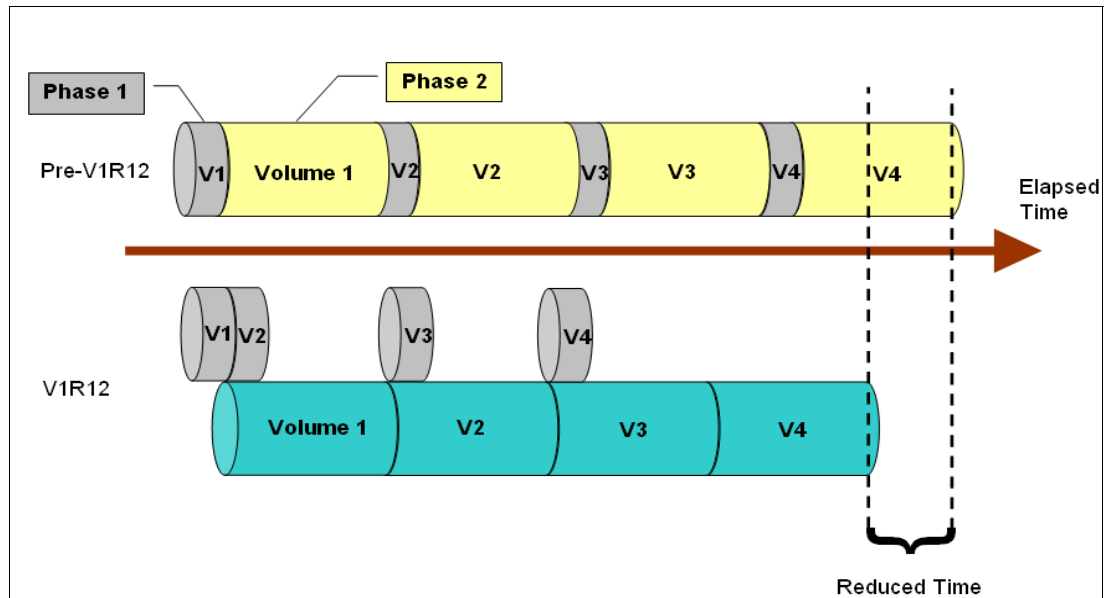 Phase 1
Phase 2
Pre-V1R12
V1
Volume 1
V2
V2
V3
V3
V4
V4
Elapsed
Time
V1
V2
V3
V4
V1R12
Volume 1
V2
V3
V4
Reduced Time